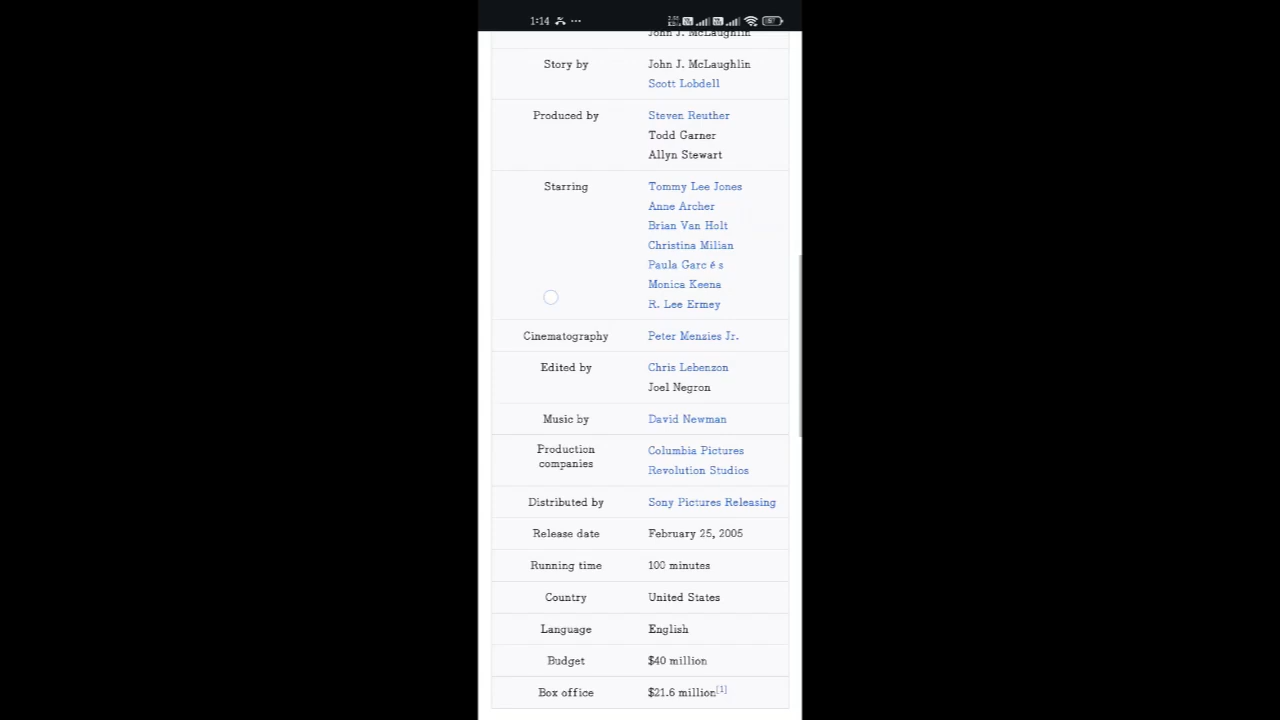 1:14
John J. McLaughlin
Story by John J. McLaughlin
Scott Lobdell
Produced by Steven Reuther
Todd Garner
Allyn Stewart
Starring Tommy Lee Jones
Anne Archer
Brian Van Holt
Christina Milian
Paula Garcés
Monica Keena
R. Lee Ermey
Cinematography Peter Menzies Jr.
Edited by Chris Lebenzon
Joel Negron
Music by David Newman
Production companies Columbia Pictures
Revolution Studios
Distributed by Sony Pictures Releasing
Release date February 25, 2005
Running time 100 minutes
Country United States
Language English
Budget $40 million
Box office $21.6 million[1]